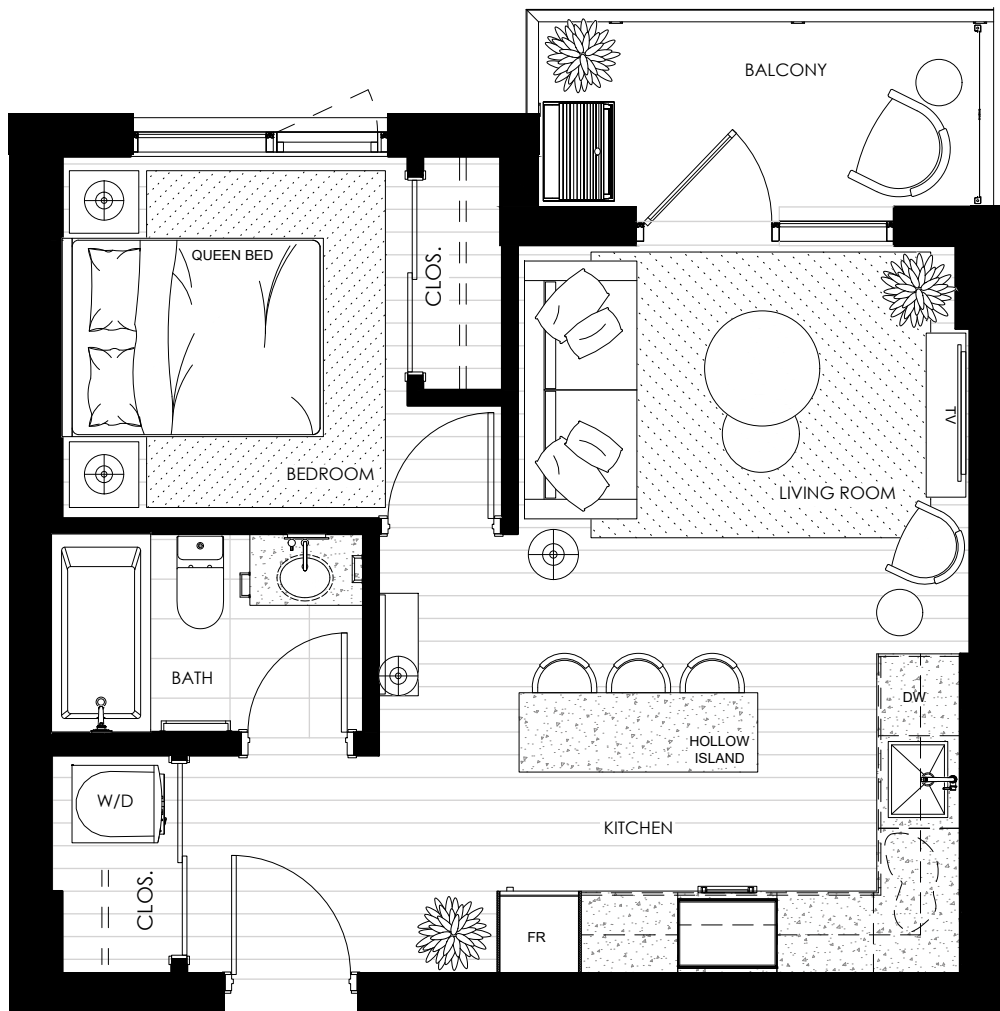 BALCONY
QUEEN BED
CLOS.
TV
BEDROOM
LIVING ROOM
BATH
DW
HOLLOW
ISLAND
W/D
KITCHEN
CLOS.
FR